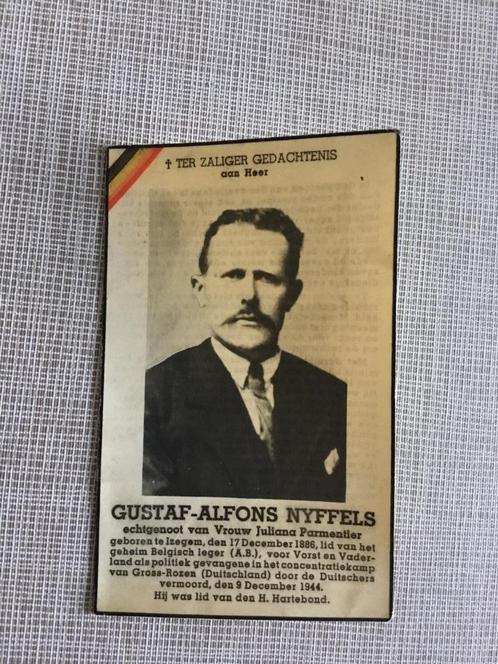 ✝ TER ZALIGER GEDACHTENIS
aan Heer
GUSTAF-ALFONS NYFFELS
echtgenoot van Vrouw Juliana Parmentier
geboren te Izegem, den 17 December 1886, lid van het
geheim Belgisch leger (A.B.), voor Vorst en Vader-
land als politiek gevangene in het concentratiekamp
van Gross-Rozen (Duitschland) door de Duitschers
vermoord, den 9 December 1944.
Hij was lid van den H. Hartebond.